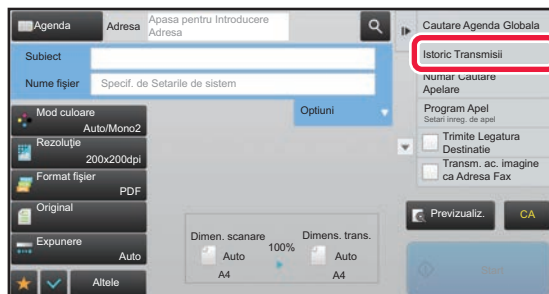 Agenda
Adresa
Apasa pentru Introducere
Adresa
Subiect
Nume fişier
Specif. de Setarile de sistem
Optiuni
Mod culoare
Auto/Mono2
Rezoluţie
200x200dpi
Format fişier
PDF
Original
Expunere
Auto
Altele
Dimen. scanare
Auto
A4
100%
Dimens. trans.
Auto
A4
Cautare Agenda Globala
Istoric Transmisii
Numar Cautare
Apelare
Program Apel
Setari inreg. de apel
Trimite Legatura
Destinatie
Transm. ac. imagine
ca Adresa Fax
Previzualiz.
CA
Start